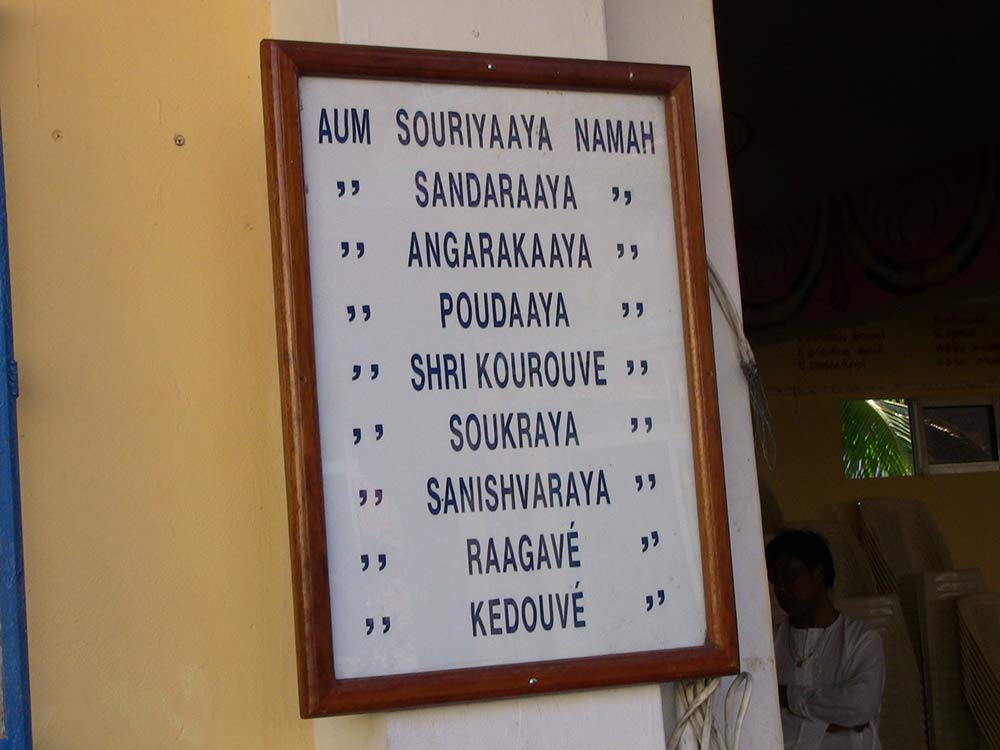 AUM SOURIYAAYA NAMAH
,, SANDARAAYA ,,
,, ANGARAKAAYA ,,
,, POUDAAYA ,,
,, SHRI KOUROUVE ,,
,, SOUKRAYA ,,
,, SANISHVARAYA ,,
,, RAAGAVÉ ,,
,, KEDOUVÉ ,,